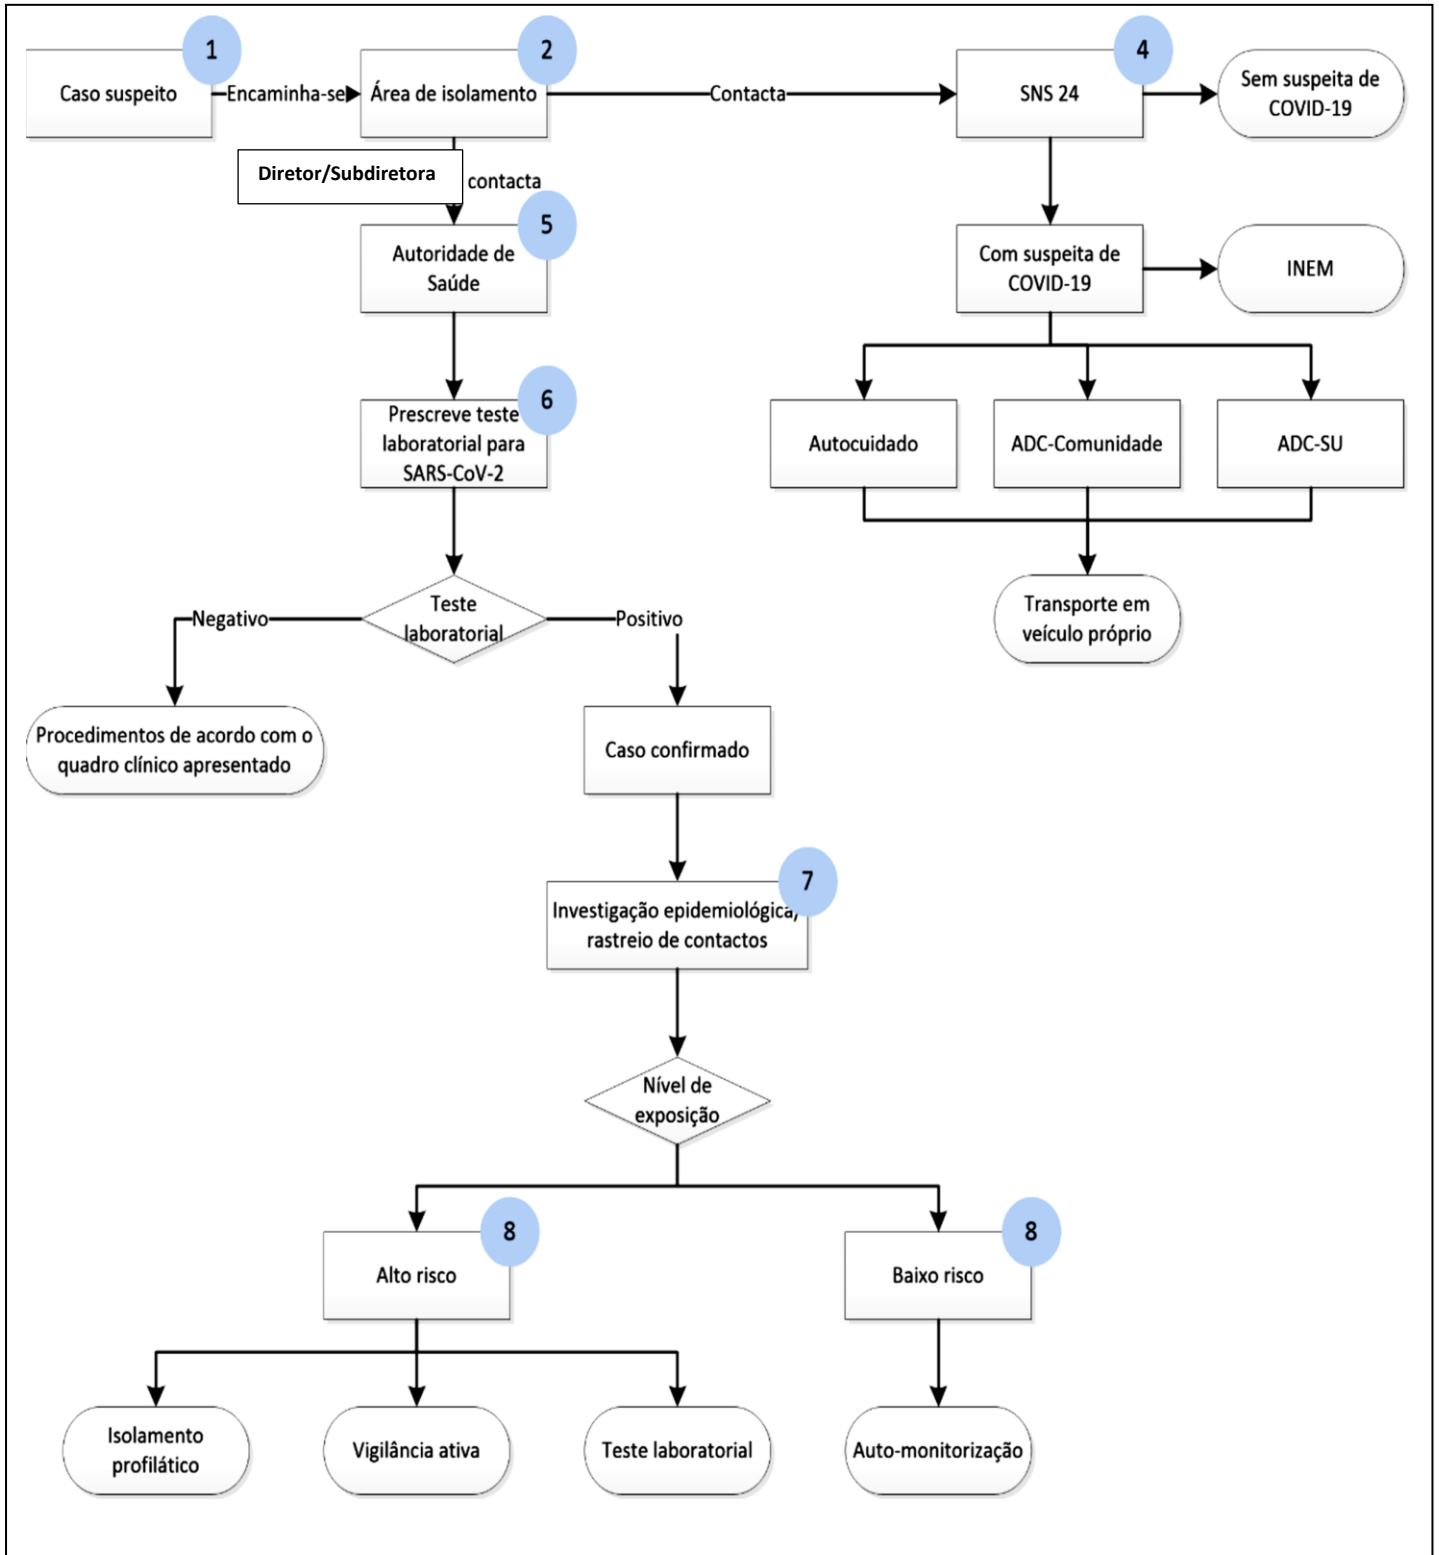 1
2
4
Caso suspeito
Encaminha-se
Área de isolamento
Contacta
SNS 24
Sem suspeita de
COVID-19
Diretor/Subdiretora
contacta
5
Autoridade de
Saúde
Com suspeita de
COVID-19
INEM
6
Prescreve teste
laboratorial para
SARS-CoV-2
Autocuidado
ADC-Comunidade
ADC-SU
Negativo
Teste
laboratorial
Positivo
Transporte em
veículo próprio
Procedimentos de acordo com o
quadro clínico apresentado
Caso confirmado
7
Investigação epidemiológica/
rastreio de contactos
Nível de
exposição
8
8
Alto risco
Baixo risco
Isolamento
profilático
Vigilância ativa
Teste laboratorial
Auto-monitorização